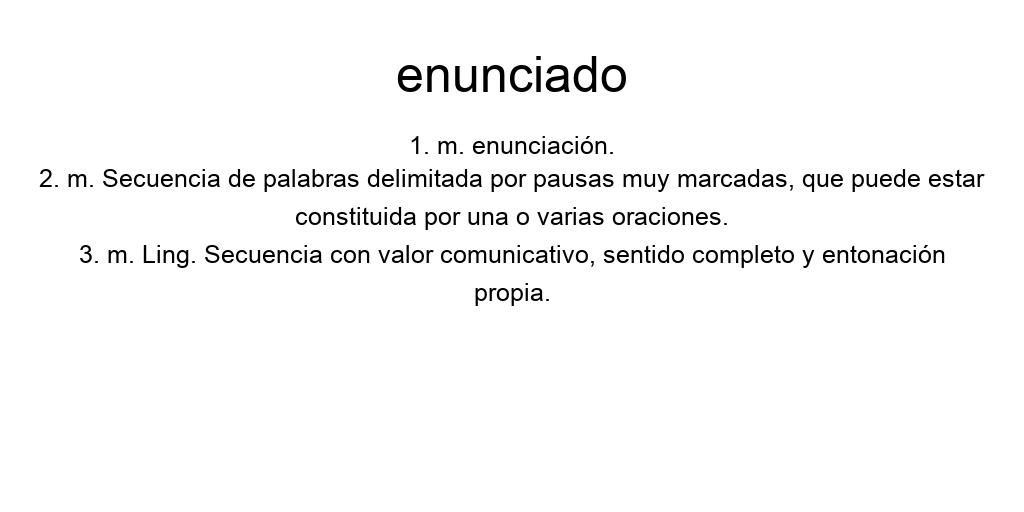 enunciado
1. m. enunciación.
2. m. Secuencia de palabras delimitada por pausas muy marcadas, que puede estar
constituida por una o varias oraciones.
3. m. Ling. Secuencia con valor comunicativo, sentido completo y entonación
propia.